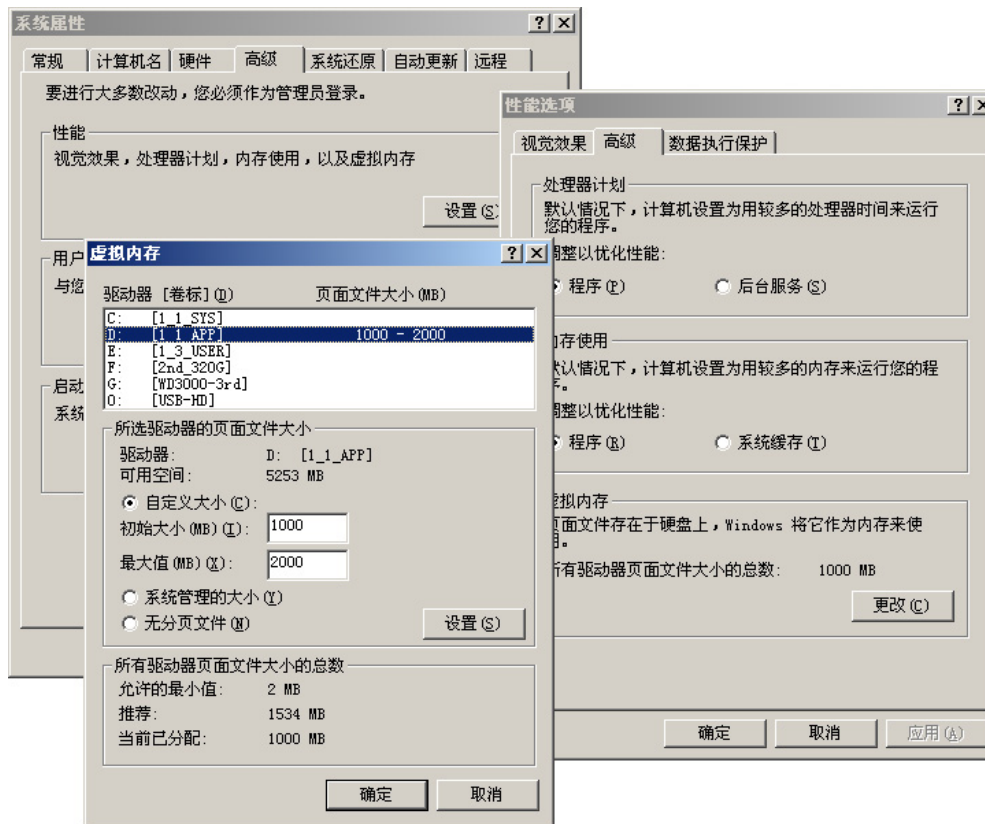 系统属性
常规 计算机名 硬件 高级 系统还原 自动更新 远程
要进行大多数改动，您必须作为管理员登录。
性能
视觉效果，处理器计划，内存使用，以及虚拟内存
设置(S)
用户
与您
启动
系统
性能选项
视觉效果 高级 数据执行保护
处理器计划
默认情况下，计算机设置为用较多的处理器时间来运行
您的程序。
调整以优化性能:
程序(P) 后台服务(S)
内存使用
默认情况下，计算机设置为用较多的内存来运行您的程
序。
调整以优化性能:
程序(R) 系统缓存(T)
虚拟内存
页面文件存在于硬盘上，Windows 将它作为内存来使
用。
所有驱动器页面文件大小的总数: 1000 MB
更改(C)
确定 取消 应用(A)
虚拟内存
驱动器 [卷标](D) 页面文件大小(MB)
C: [1_1_SYS]
D: [1_1_APP] 1000 - 2000
E: [1_3_USER]
F: [2nd_320G]
G: [WD3000-3rd]
O: [USB-HD]
所选驱动器的页面文件大小
驱动器: D: [1_1_APP]
可用空间: 5253 MB
自定义大小(C):
初始大小(MB)(I): 1000
最大值(MB)(X): 2000
系统管理的大小(Y)
无分页文件(N) 设置(S)
所有驱动器页面文件大小的总数
允许的最小值: 2 MB
推荐: 1534 MB
当前已分配: 1000 MB
确定 取消